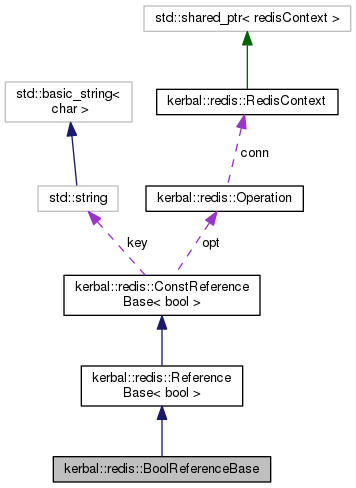 std::shared_ptr< redisContext >
std::basic_string<
char >
kerbal::redis::RedisContext
conn
std::string
kerbal::redis::Operation
key
opt
kerbal::redis::ConstReference
Base< bool >
kerbal::redis::Reference
Base< bool >
kerbal::redis::BoolReferenceBase